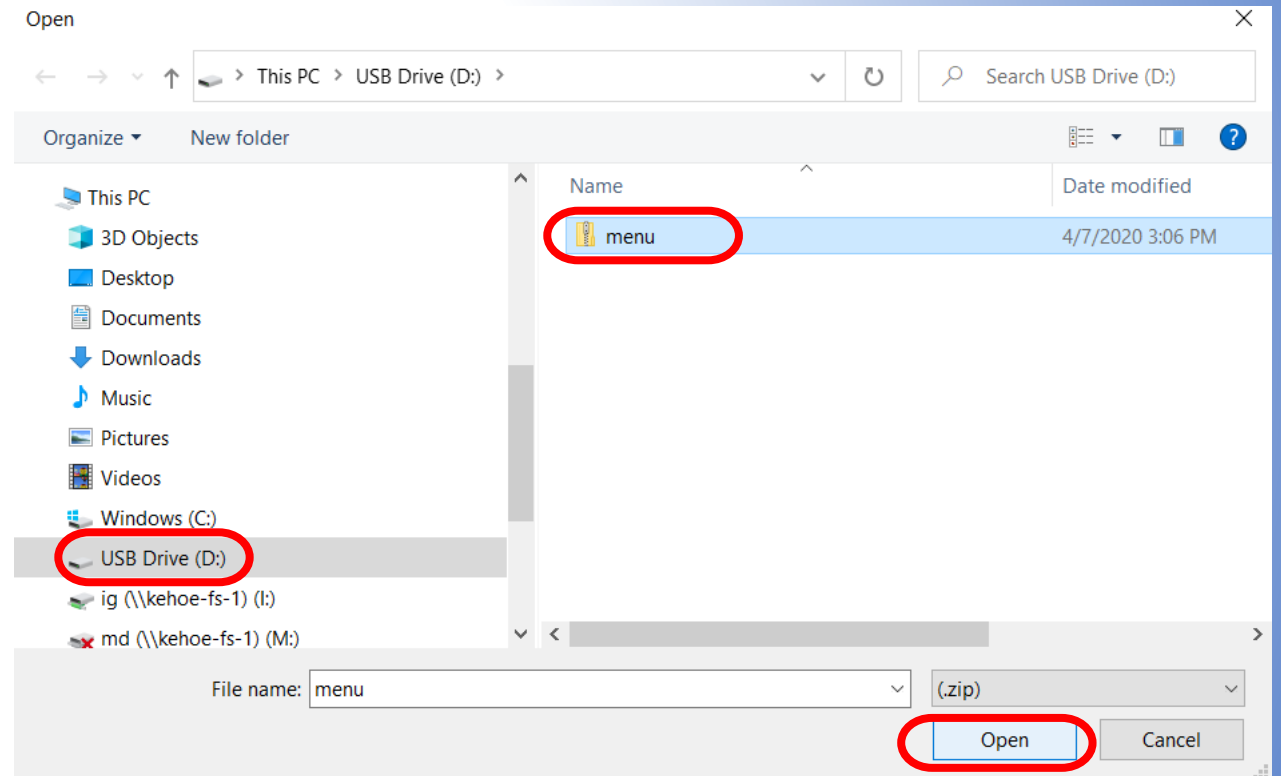 Open
This PC > USB Drive (D:) >
Search USB Drive (D:)
Organize
New folder
?
This PC
3D Objects
Desktop
Documents
Downloads
Music
Pictures
Videos
Windows (C:)
USB Drive (D:)
ig (\\kehoe-fs-1) (I:)
md (\\kehoe-fs-1) (M:)
Name
Date modified
menu
4/7/2020 3:06 PM
File name: menu
(.zip)
Open
Cancel